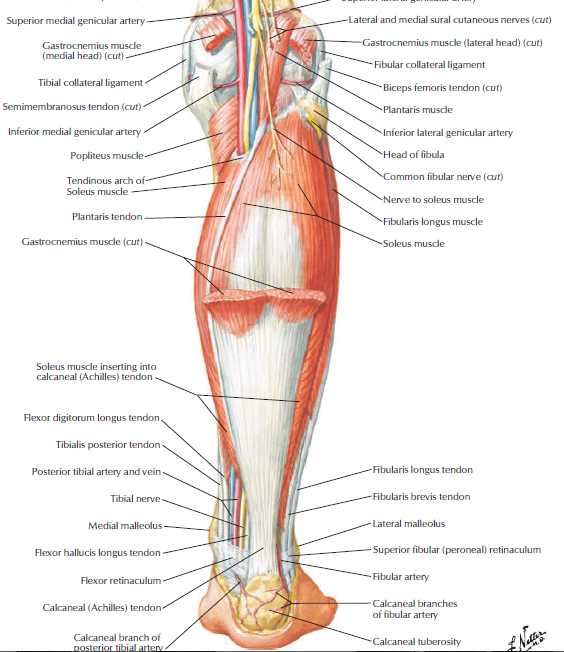 Superior medial genicular artery
Gastrocnemius muscle
(medial head) (cut)
Tibial collateral ligament
Semimembranosus tendon (cut)
Inferior medial genicular artery
Popliteus muscle
Tendinous arch of
Soleus muscle
Plantaris tendon
Gastrocnemius muscle (cut)
Soleus muscle inserting into
calcaneal (Achilles) tendon
Flexor digitorum longus tendon
Tibialis posterior tendon
Posterior tibial artery and vein
Tibial nerve
Medial malleolus
Flexor hallucis longus tendon
Flexor retinaculum
Calcaneal (Achilles) tendon
Calcaneal branch of
posterior tibial artery
Lateral and medial sural cutaneous nerves (cut)
Gastrocnemius muscle (lateral head) (cut)
Fibular collateral ligament
Biceps femoris tendon (cut)
Plantaris muscle
Inferior lateral genicular artery
Head of fibula
Common fibular nerve (cut)
Nerve to soleus muscle
Fibularis longus muscle
Soleus muscle
Fibularis longus tendon
Fibularis brevis tendon
Lateral malleolus
Superior fibular (peroneal) retinaculum
Fibular artery
Calcaneal branches
of fibular artery
Calcaneal tuberosity
F. Netter
M.D.